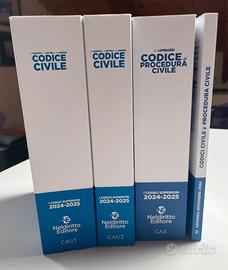 CODICE
CIVILE
I CODICI SUPERIORI
2024-2025
Neldiritto
Editore
CA1/1
CODICE
CIVILE
I CODICI SUPERIORI
2024-2025
Neldiritto
Editore
CA1/2
LOMBARDI
CODICE
PROCEDURA
CIVILE
I CODICI SUPERIORI
2024-2025
Neldiritto
Editore
CA3
CODICI CIVILE E PROCEDURA CIVILE
subito